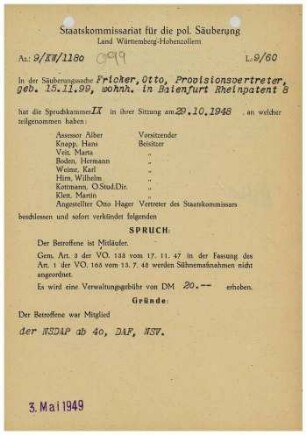 Staatskommissariat für die pol. Säuberung
Land Württemberg-Hohenzollern
Az.: 9/KW/1180
099
L:9/60
In der Säuberungssache Fricker, Otto, Provisionsvertreter,
geb. 15.11.99, wohnh. in Baienfurt Rheinpatent 8
hat die Spruchkammer IX in ihrer Sitzung am 29.10.1948 , an welcher
teilgenommen haben:
Assessor Aiber Vorsitzender
Knapp, Hans Beisitzer
Veit, Marta "
Boden, Hermann "
Weine, Karl "
Hirn, Wilhelm "
Kottmann, O.Stud.Dir. "
Klett, Martin "
Angestellter Otto Hager Vertreter des Staatskommissars
beschlossen und sofort verkündet folgenden
SPRUCH:
Der Betroffene ist Mitläufer.
Gem. Art. 3 der VO. 133 vom 17. 11. 47 in der Fassung des
Art. 1 der VO. 165 vom 13. 7. 48 werden Sühnemaßnahmen nicht
angeordnet.
Es wird eine Verwaltungsgebühr von DM 20.-- erhoben.
Gründe:
Der Betroffene war Mitglied
der NSDAP ab 40, DAF, NSV.
3. Mai 1949